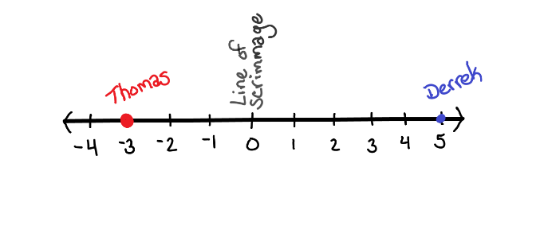 Thomas
Line of
Scrimmage
Derrek
-4 -3 -2 -1 0 1 2 3 4 5